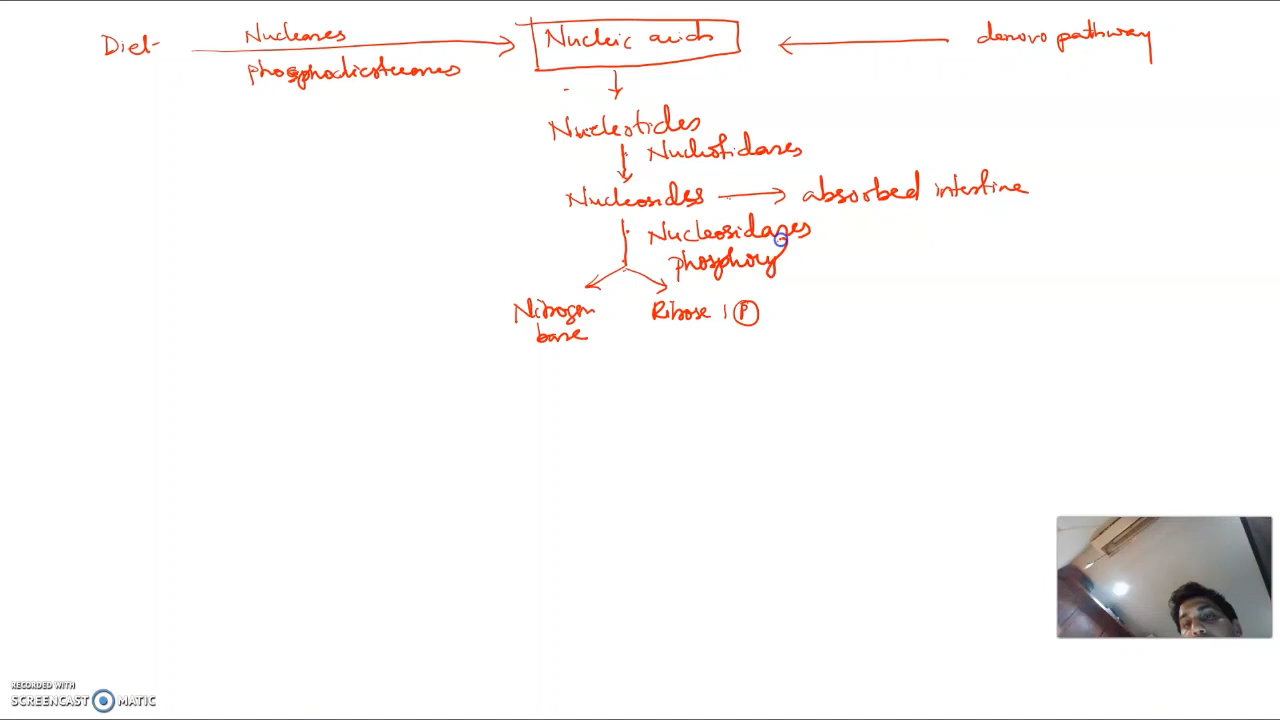 Diet
Nucleases
phosphodiesterases
Nucleic acids
denovo pathway
Nucleotides
Nucleotidases
Nucleosides absorbed intestine
Nucleosidases
phosphory
Nitrogen
base
Ribose 1 P
RECORDED WITH
SCREENCAST MATIC